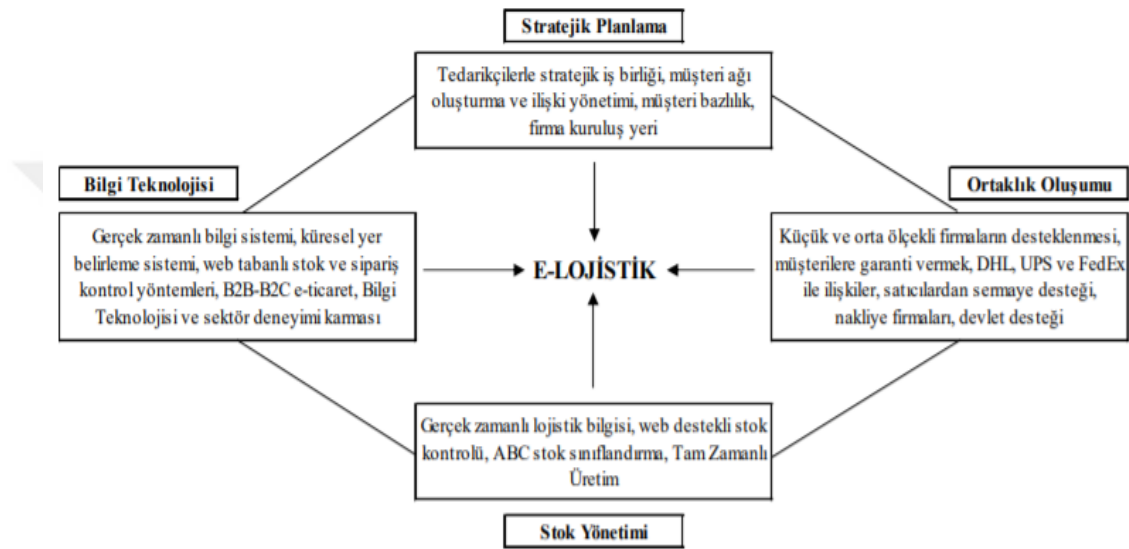 Stratejik Planlama
Tedarikçilerle stratejik iş birliği, müşteri ağı
oluşturma ve ilişki yönetimi, müşteri bazlılık,
firma kuruluş yeri
Bilgi Teknolojisi
Gerçek zamanlı bilgi sistemi, küresel yer
belirleme sistemi, web tabanlı stok ve sipariş
kontrol yöntemleri, B2B-B2C e-ticaret, Bilgi
Teknolojisi ve sektör deneyimi karması
E-LOJİSTİK
Ortaklık Oluşumu
Küçük ve orta ölçekli firmaların desteklenmesi,
müşterilere garanti vermek, DHL, UPS ve FedEx
ile ilişkiler, satıcılardan sermaye desteği,
nakliye firmaları, devlet desteği
Gerçek zamanlı lojistik bilgisi, web destekli stok
kontrolü, ABC stok sınıflandırma, Tam Zamanlı
Üretim
Stok Yönetimi